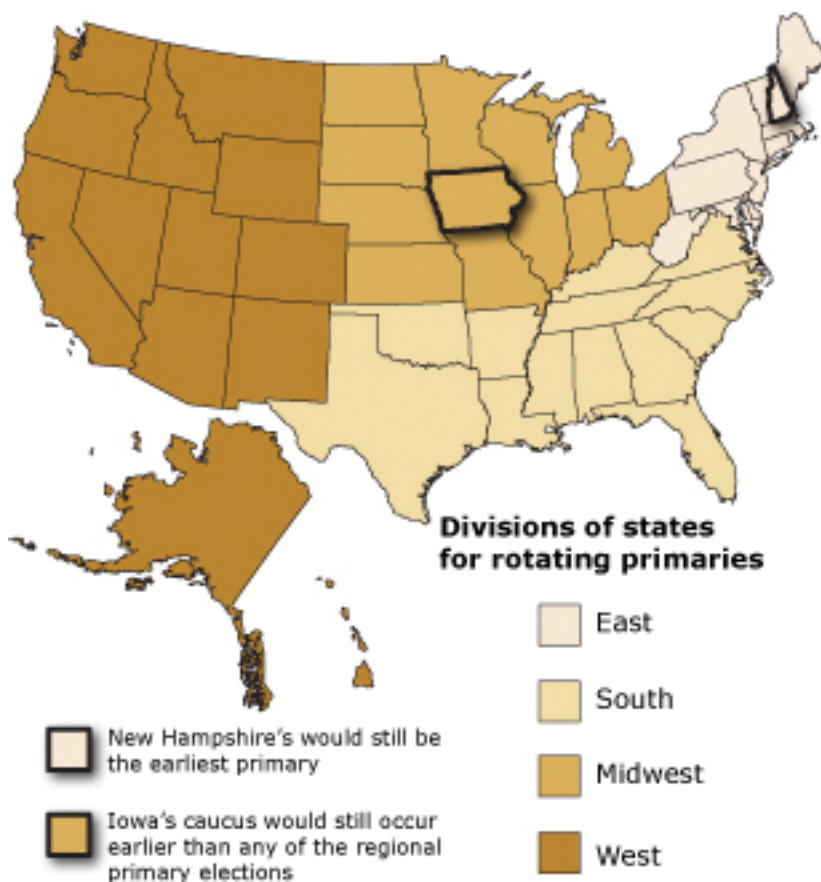 Divisions of states
for rotating primaries
East
South
Midwest
West
New Hampshire's would still be
the earliest primary
Iowa's caucus would still occur
earlier than any of the regional
primary elections